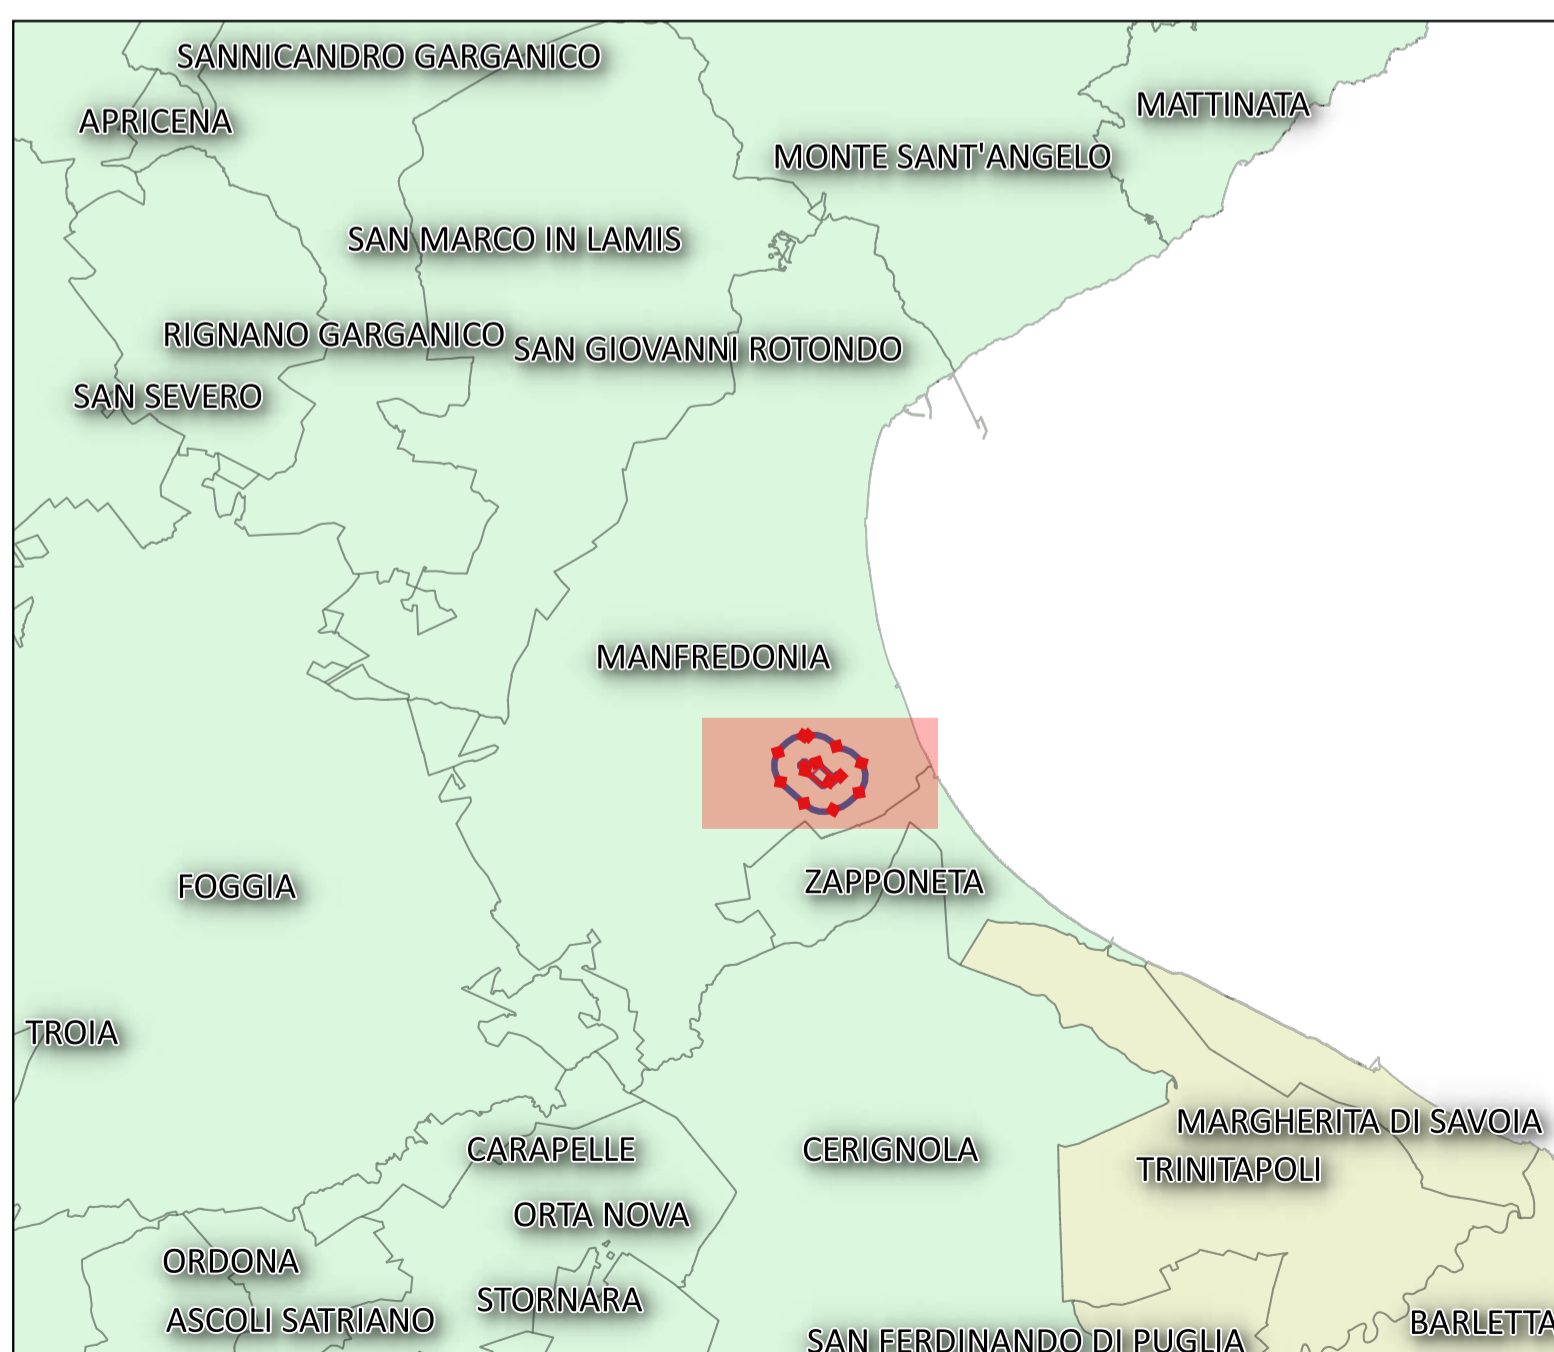 SANNICANDRO GARGANICO
MATTINATA
APRICENA
MONTE SANT'ANGELO
SAN MARCO IN LAMIS
RIGNANO GARGANICO
SAN GIOVANNI ROTONDO
SAN SEVERO
MANFREDONIA
ZAPPONETA
FOGGIA
TROIA
MARGHERITA DI SAVOIA
CARAPELLE
CERIGNOLA
TRINITAPOLI
ORTA NOVA
ORDONA
STORNARA
ASCOLI SATRIANO
BARLETTA
SAN FERDINANDO DI PUGLIA